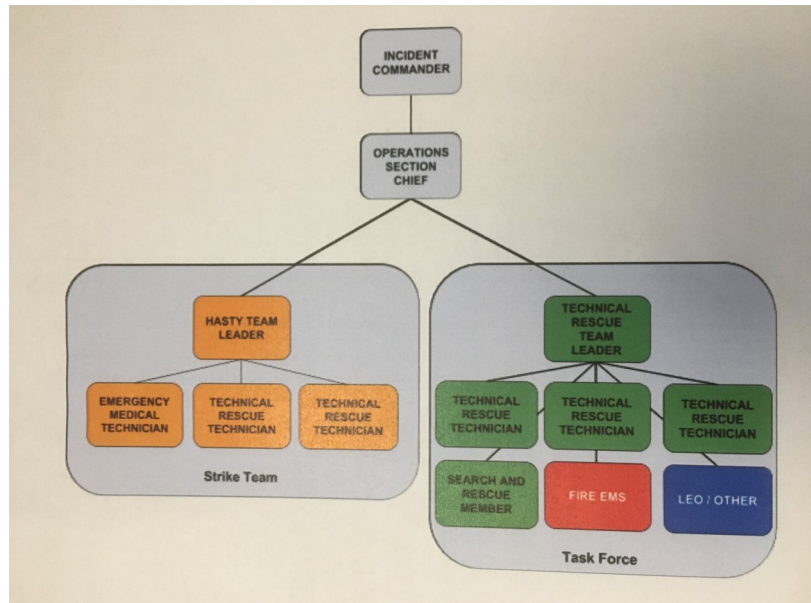 INCIDENT
COMMANDER
OPERATIONS
SECTION
CHIEF
HASTY TEAM
LEADER
EMERGENCY
MEDICAL
TECHNICIAN
TECHNICAL
RESCUE
TECHNICIAN
TECHNICAL
RESCUE
TECHNICIAN
Strike Team
TECHNICAL
RESCUE
TEAM
LEADER
TECHNICAL
RESCUE
TECHNICIAN
TECHNICAL
RESCUE
TECHNICIAN
TECHNICAL
RESCUE
TECHNICIAN
SEARCH AND
RESCUE
MEMBER
FIRE EMS
LEO / OTHER
Task Force